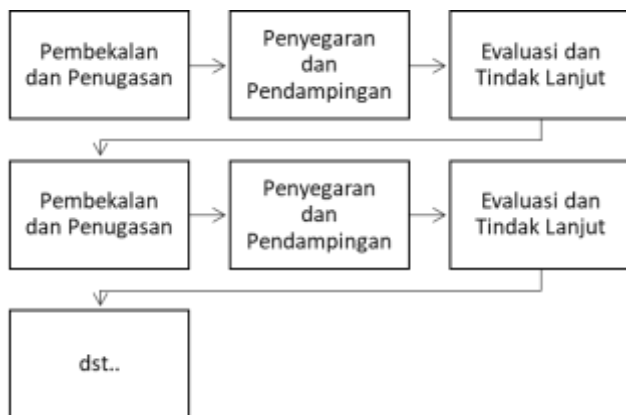 Pembekalan
dan Penugasan
Penyegaran
dan
Pendampingan
Evaluasi dan
Tindak Lanjut
Pembekalan
dan Penugasan
Penyegaran
dan
Pendampingan
Evaluasi dan
Tindak Lanjut
dst..